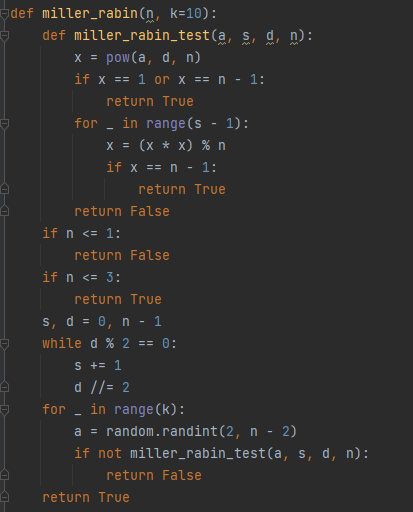 def miller_rabin(n, k=10):
    def miller_rabin_test(a, s, d, n):
        x = pow(a, d, n)
        if x == 1 or x == n - 1:
            return True
        for _ in range(s - 1):
            x = (x * x) % n
            if x == n - 1:
                return True
        return False
    if n <= 1:
        return False
    if n <= 3:
        return True
    s, d = 0, n - 1
    while d % 2 == 0:
        s += 1
        d //= 2
    for _ in range(k):
        a = random.randint(2, n - 2)
        if not miller_rabin_test(a, s, d, n):
            return False
    return True